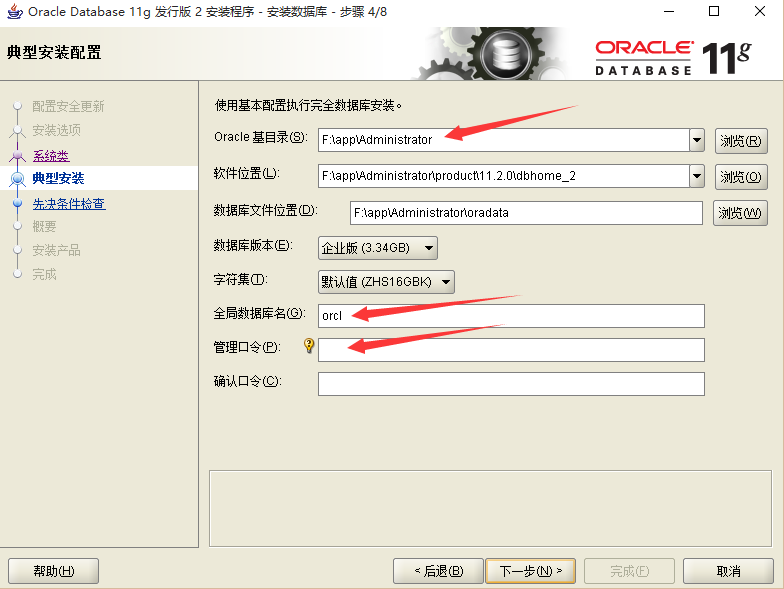 Oracle Database 11g 发行版 2 安装程序 - 安装数据库 - 步骤 4/8
典型安装配置
ORACLE
DATABASE
11g
配置安全更新
安装选项
系统类
典型安装
先决条件检查
概要
安装产品
完成
使用基本配置执行完全数据库安装。
Oracle 基目录(S): F:\app\Administrator 浏览(R)
软件位置(L): F:\app\Administrator\product\11.2.0\dbhome_2 浏览(O)
数据库文件位置(D): F:\app\Administrator\oradata 浏览(W)
数据库版本(E): 企业版 (3.34GB)
字符集(T): 默认值 (ZHS16GBK)
全局数据库名(G): orcl
管理口令(P):
确认口令(C):
帮助(H) < 后退(B) 下一步(N) > 完成(F) 取消